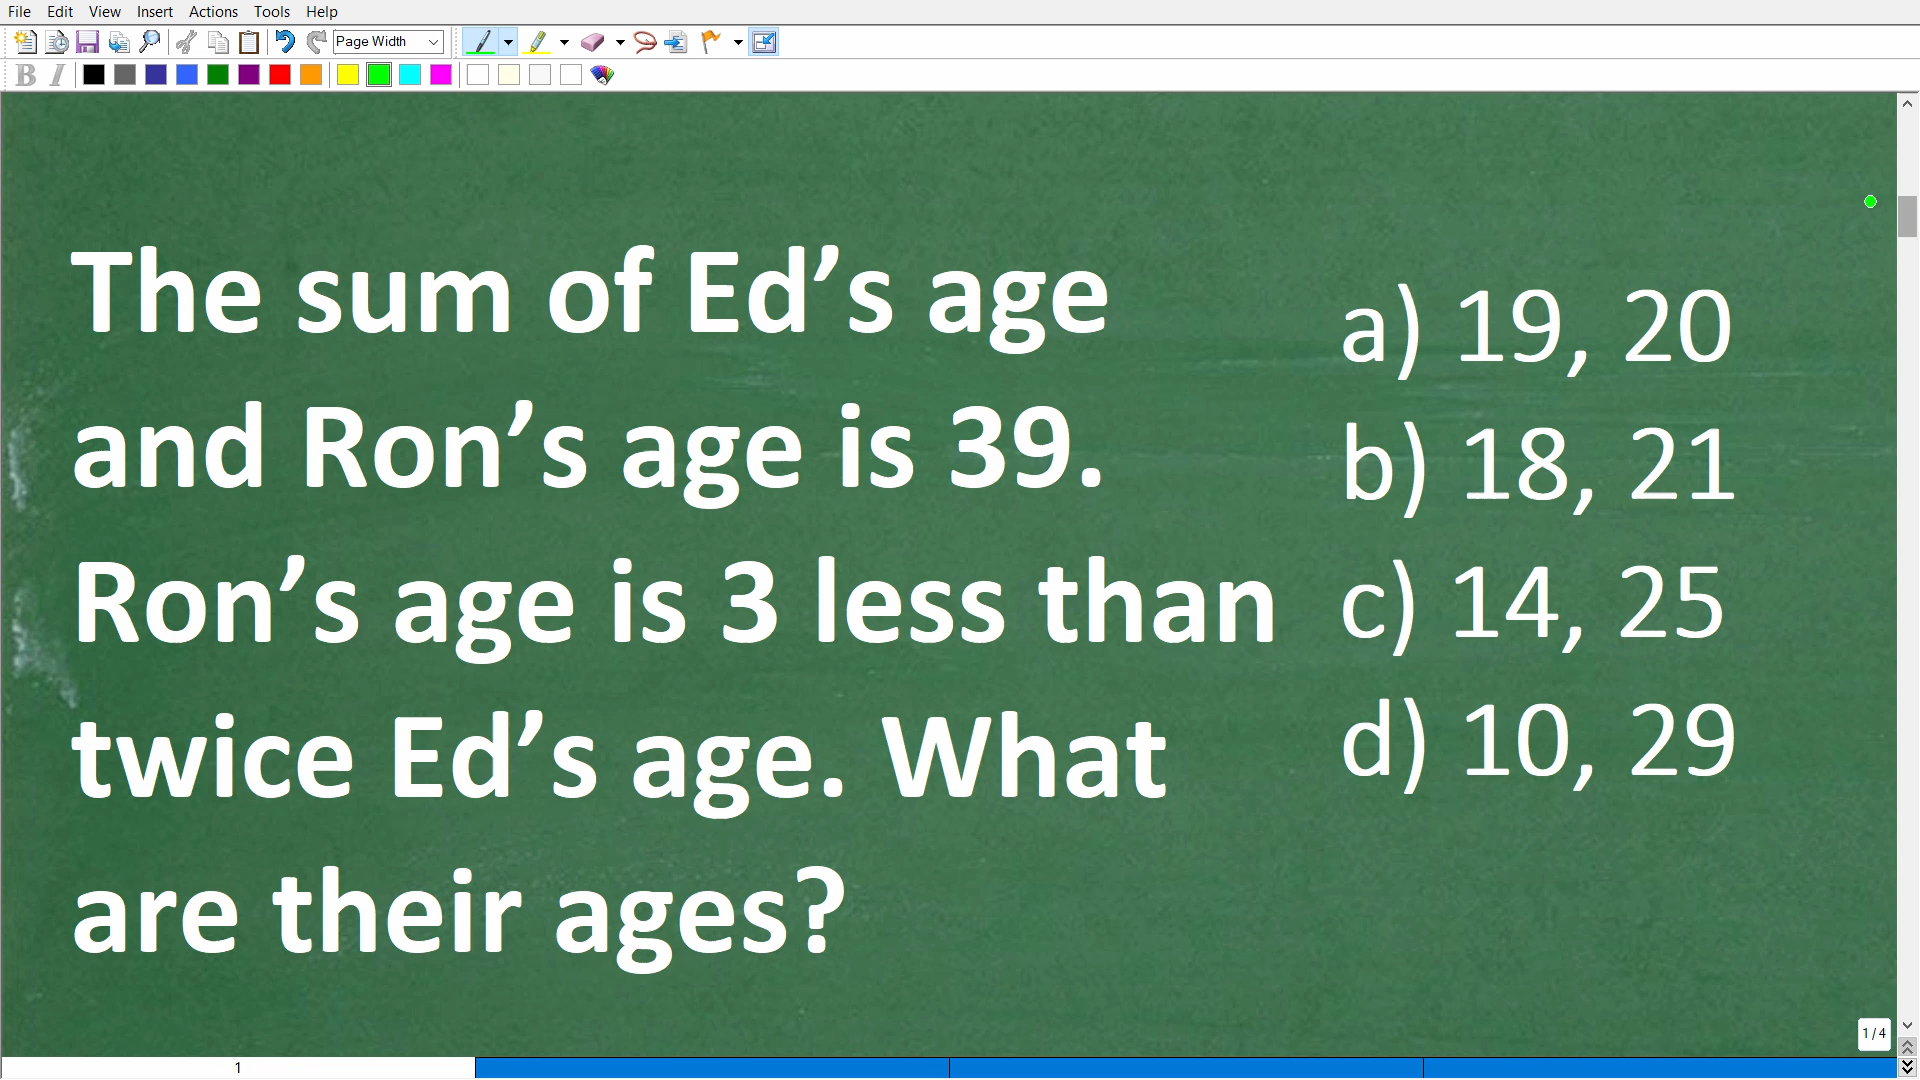 File Edit View Insert Actions Tools Help
Page Width
B I
The sum of Ed’s age
and Ron’s age is 39.
Ron’s age is 3 less than
twice Ed’s age. What
are their ages?
a) 19, 20
b) 18, 21
c) 14, 25
d) 10, 29
1 / 4
1